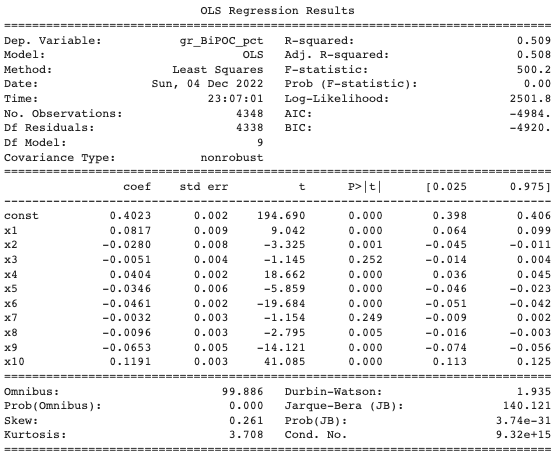 OLS Regression Results
==============================================================================
Dep. Variable: gr_BiPOC_pct R-squared: 0.509
Model: OLS Adj. R-squared: 0.508
Method: Least Squares F-statistic: 500.2
Date: Sun, 04 Dec 2022 Prob (F-statistic): 0.00
Time: 23:07:01 Log-Likelihood: 2501.8
No. Observations: 4348 AIC: -4984.
Df Residuals: 4338 BIC: -4920.
Df Model: 9
Covariance Type: nonrobust
==============================================================================
coef std err t P>|t| [0.025 0.975]
------------------------------------------------------------------------------
const 0.4023 0.002 194.690 0.000 0.398 0.406
x1 0.0817 0.009 9.042 0.000 0.064 0.099
x2 -0.0280 0.008 -3.325 0.001 -0.045 -0.011
x3 -0.0051 0.004 -1.145 0.252 -0.014 0.004
x4 0.0404 0.002 18.662 0.000 0.036 0.045
x5 -0.0346 0.006 -5.859 0.000 -0.046 -0.023
x6 -0.0461 0.002 -19.684 0.000 -0.051 -0.042
x7 -0.0032 0.003 -1.154 0.249 -0.009 0.002
x8 -0.0096 0.003 -2.795 0.005 -0.016 -0.003
x9 -0.0653 0.005 -14.121 0.000 -0.074 -0.056
x10 0.1191 0.003 41.085 0.000 0.113 0.125
==============================================================================
Omnibus: 99.886 Durbin-Watson: 1.935
Prob(Omnibus): 0.000 Jarque-Bera (JB): 140.121
Skew: 0.261 Prob(JB): 3.74e-31
Kurtosis: 3.708 Cond. No. 9.32e+15
==============================================================================